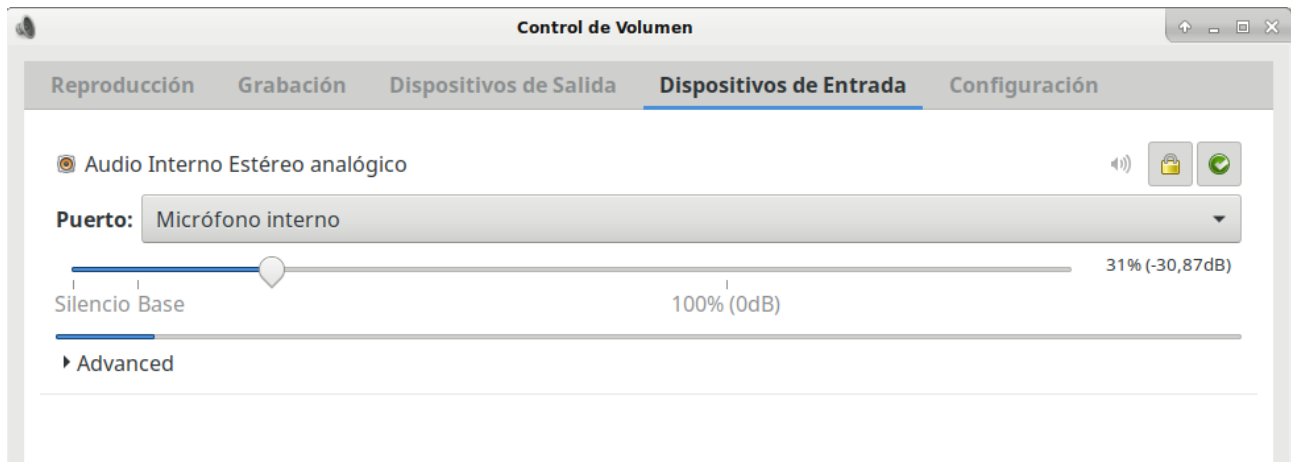 Control de Volumen
Reproducción Grabación Dispositivos de Salida Dispositivos de Entrada Configuración
Audio Interno Estéreo analógico
Puerto: Micrófono interno
31% (-30,87dB)
Silencio Base 100% (0dB)
Advanced